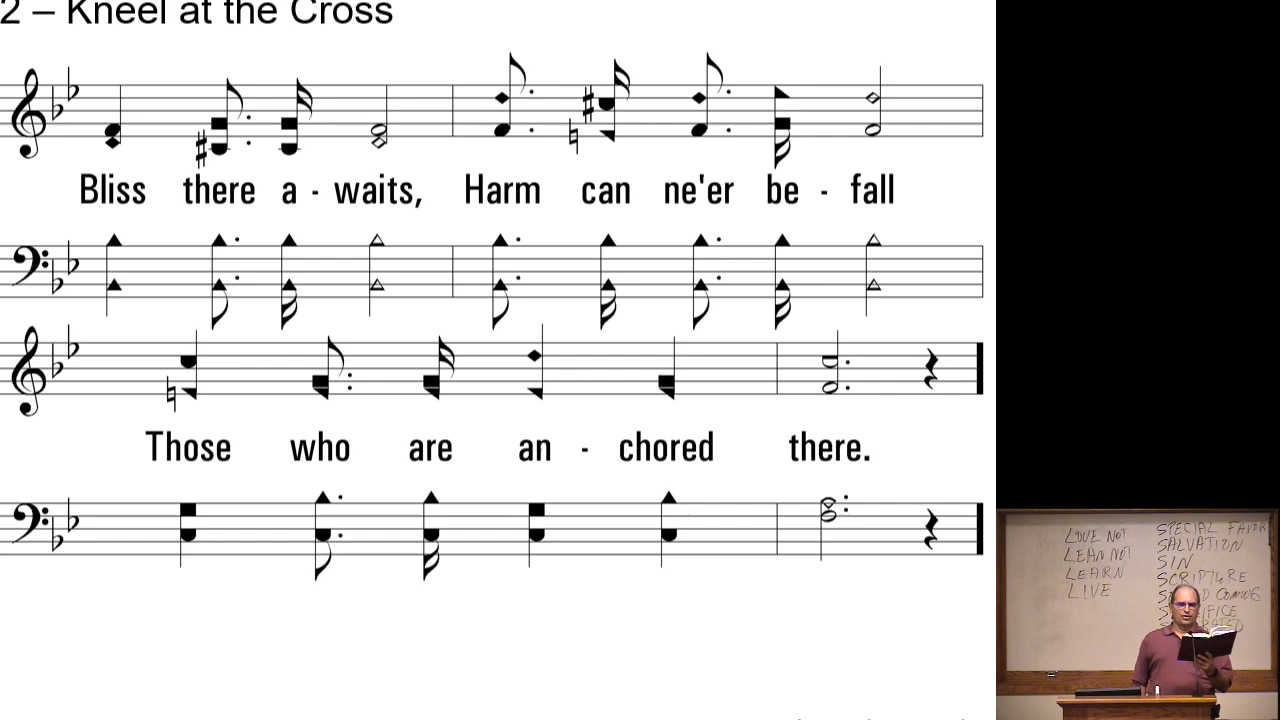 2 – Kneel at the Cross
Bliss there a - waits, Harm can ne'er be - fall
Those who are an - chored there.
LOVE NOT
LEAN NOT
LEARN
LIVE
SPECIAL FAVOR
SALVATION
SIN
SCRIPTURE